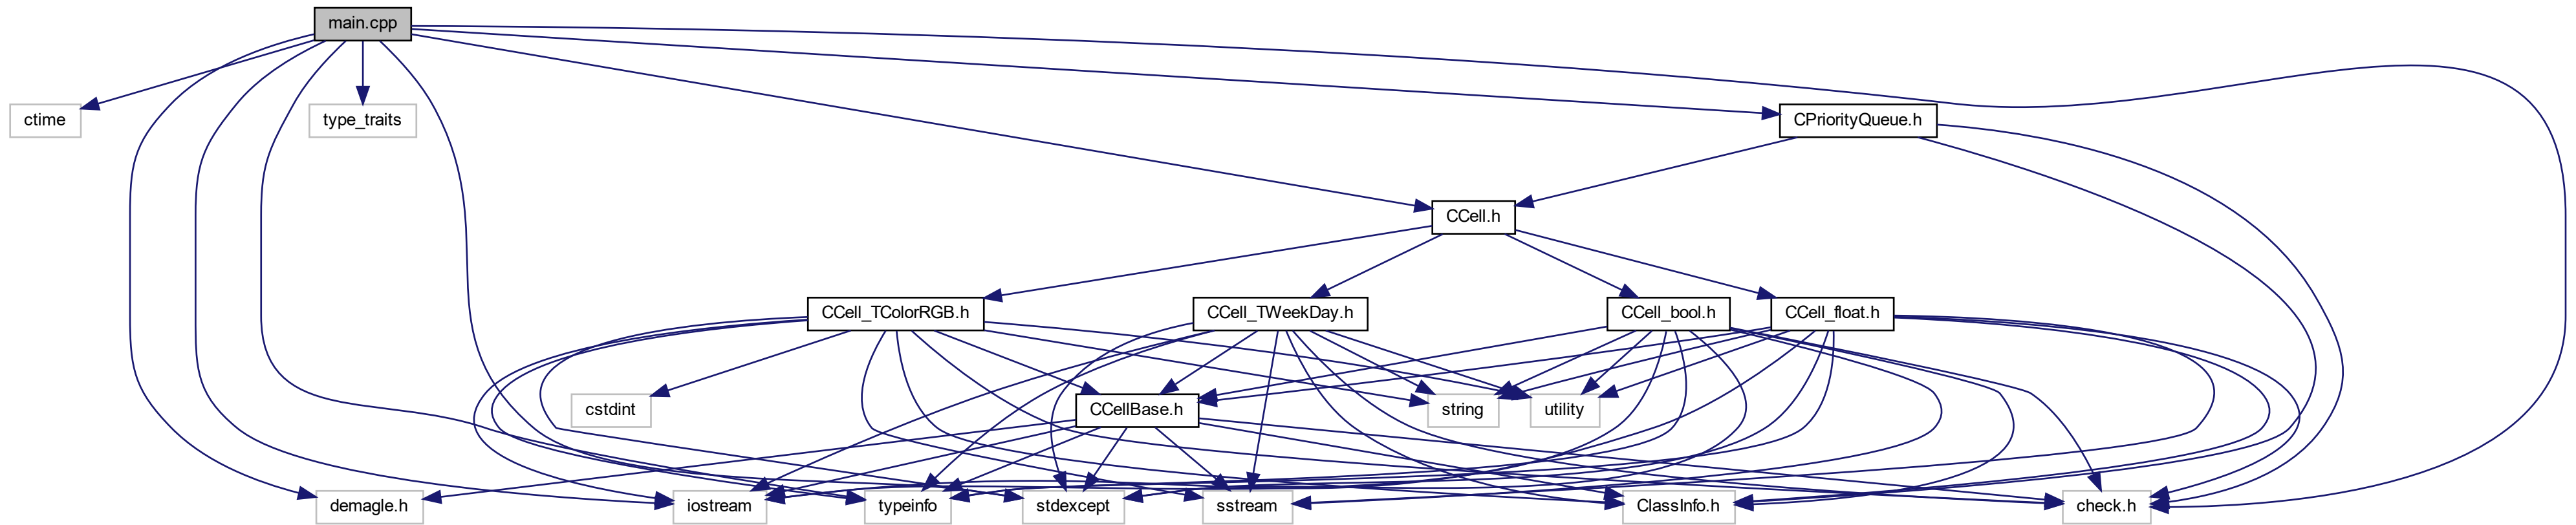 main.cpp
ctime
type_traits
CPriorityQueue.h
CCell.h
CCell_TColorRGB.h
CCell_TWeekDay.h
CCell_bool.h
CCell_float.h
cstdint
CCellBase.h
string
utility
demagle.h
iostream
typeinfo
stdexcept
sstream
ClassInfo.h
check.h